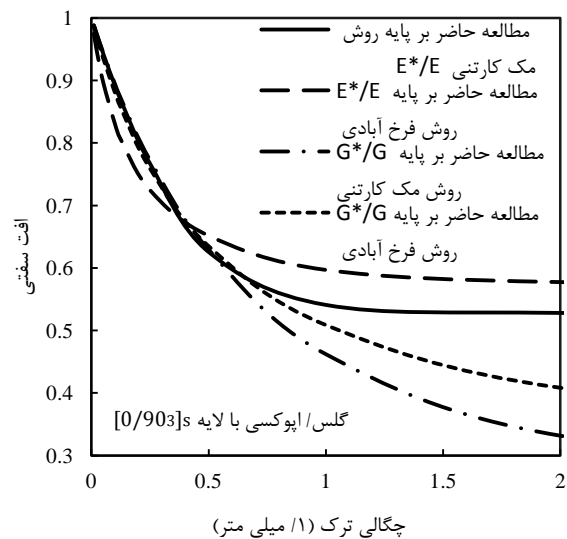 مطالعه حاضر بر پایه روش
مک کارتنی E*/E
مطالعه حاضر بر پایه E*/E
روش فرخ آبادی
مطالعه حاضر بر پایه G*/G
روش مک کارتنی
مطالعه حاضر بر پایه G*/G
روش فرخ آبادی
1
0.9
0.8
0.7
0.6
0.5
0.4
0.3
افت سفتی
گلس/ اپوکسی با لایه [0/903]s
0 0.5 1 1.5 2
چگالی ترک (۱/ میلی متر)